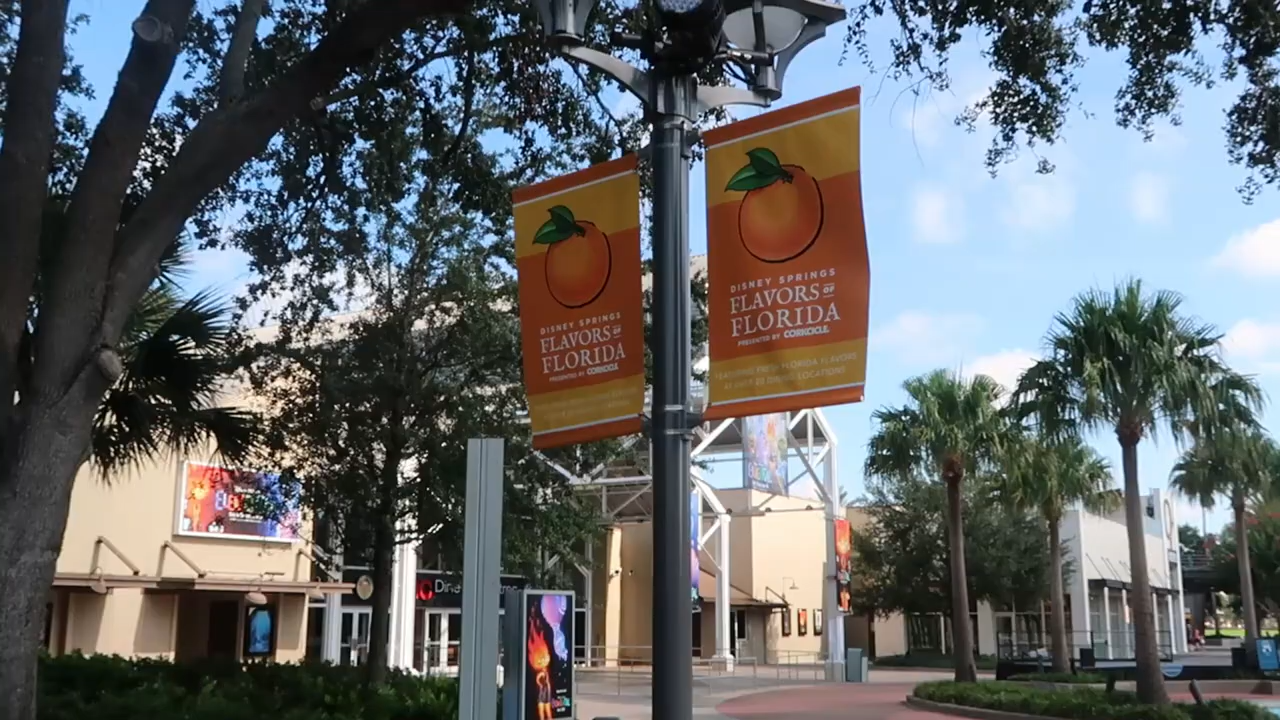 DISNEY SPRINGS
FLAVORS OF
FLORIDA
PRESENTED BY CORKCICLE.
DISNEY SPRINGS
FLAVORS OF
FLORIDA
PRESENTED BY CORKCICLE.
FEATURING FRESH FLORIDA FLAVORS
AT OVER DINING LOCATIONS!
Dine